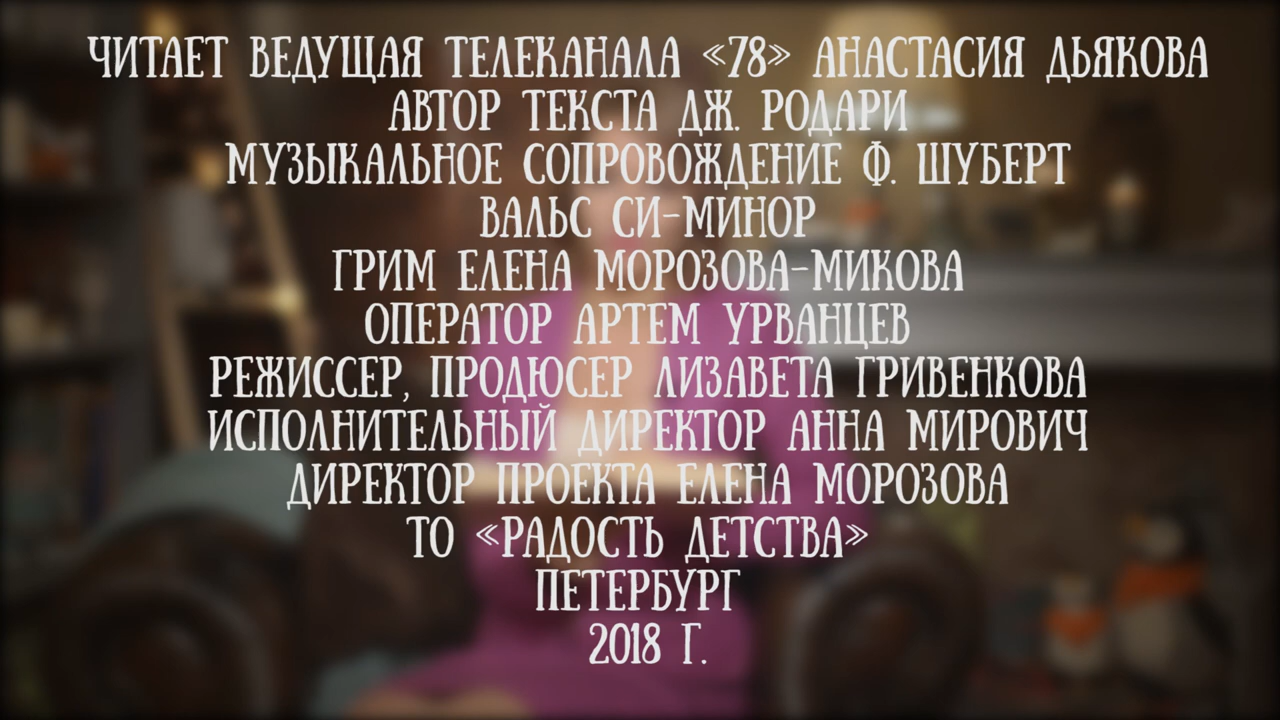 ЧИТАЕТ ВЕДУЩАЯ ТЕЛЕКАНАЛА «78» АНАСТАСИЯ ДЬЯКОВА
АВТОР ТЕКСТА ДЖ. РОДАРИ
МУЗЫКАЛЬНОЕ СОПРОВОЖДЕНИЕ Ф. ШУБЕРТ
ВАЛЬС СИ-МИНОР
ГРИМ ЕЛЕНА МОРОЗОВА-МИКОВА
ОПЕРАТОР АРТЕМ УРВАНЦЕВ
РЕЖИССЕР, ПРОДЮСЕР ЛИЗАВЕТА ГРИВЕНКОВА
ИСПОЛНИТЕЛЬНЫЙ ДИРЕКТОР АННА МИРОВИЧ
ДИРЕКТОР ПРОЕКТА ЕЛЕНА МОРОЗОВА
ТО «РАДОСТЬ ДЕТСТВА»
ПЕТЕРБУРГ
2018 Г.